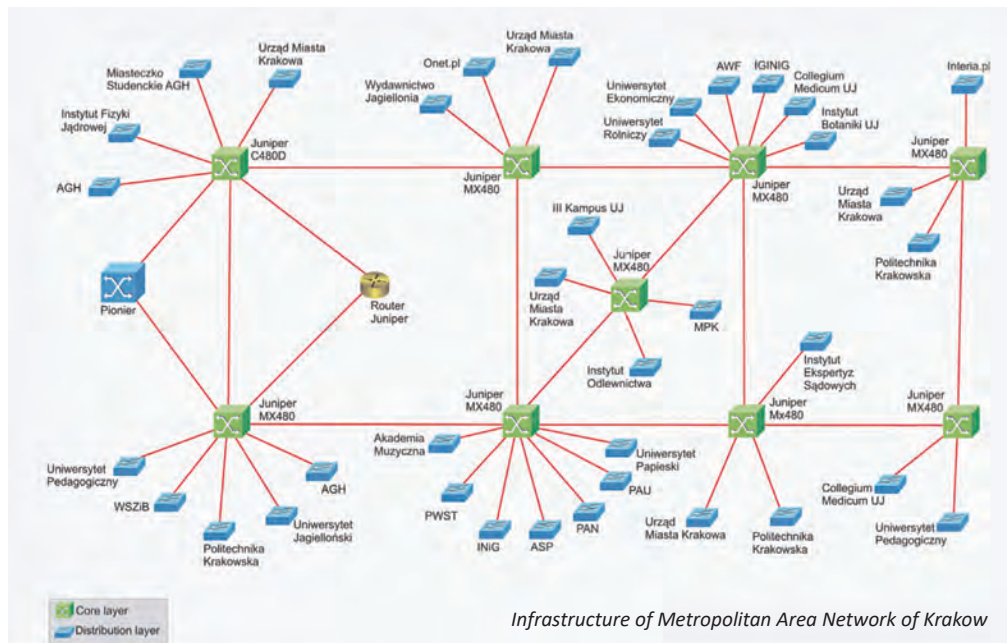 Urząd Miasta
Krakowa
Miasteczko
Studenckie AGH
Instytut Fizyki
Jądrowej
AGH
Juniper
C480D
Onet.pl
Urząd Miasta
Krakowa
Wydawnictwo
Jagiellonia
Juniper
MX480
AWF
IGINIG
Collegium
Medicum UJ
Uniwersytet
Ekonomiczny
Instytut
Botaniki UJ
Uniwersytet
Rolniczy
Juniper
MX480
Interia.pl
Juniper
MX480
Urząd
Miasta
Krakowa
Politechnika
Krakowska
III Kampus UJ
Juniper
MX480
Urząd
Miasta
Krakowa
MPK
Instytut
Odlewnictwa
Pionier
Router
Juniper
Instytut
Ekspertyz
Sądowych
Juniper
MX480
Juniper
MX480
Juniper
Mx480
Juniper
MX480
Uniwersytet
Pedagogiczny
WSZiB
Politechnika
Krakowska
Uniwersytet
Jagielloński
AGH
Akademia
Muzyczna
PWST
INiG
ASP
PAN
PAU
Uniwersytet
Papieski
Urząd
Miasta Krakowa
Politechnika
Krakowska
Collegium
Medicum UJ
Uniwersytet
Pedagogiczny
Core layer
Distribution layer
Infrastructure of Metropolitan Area Network of Krakow